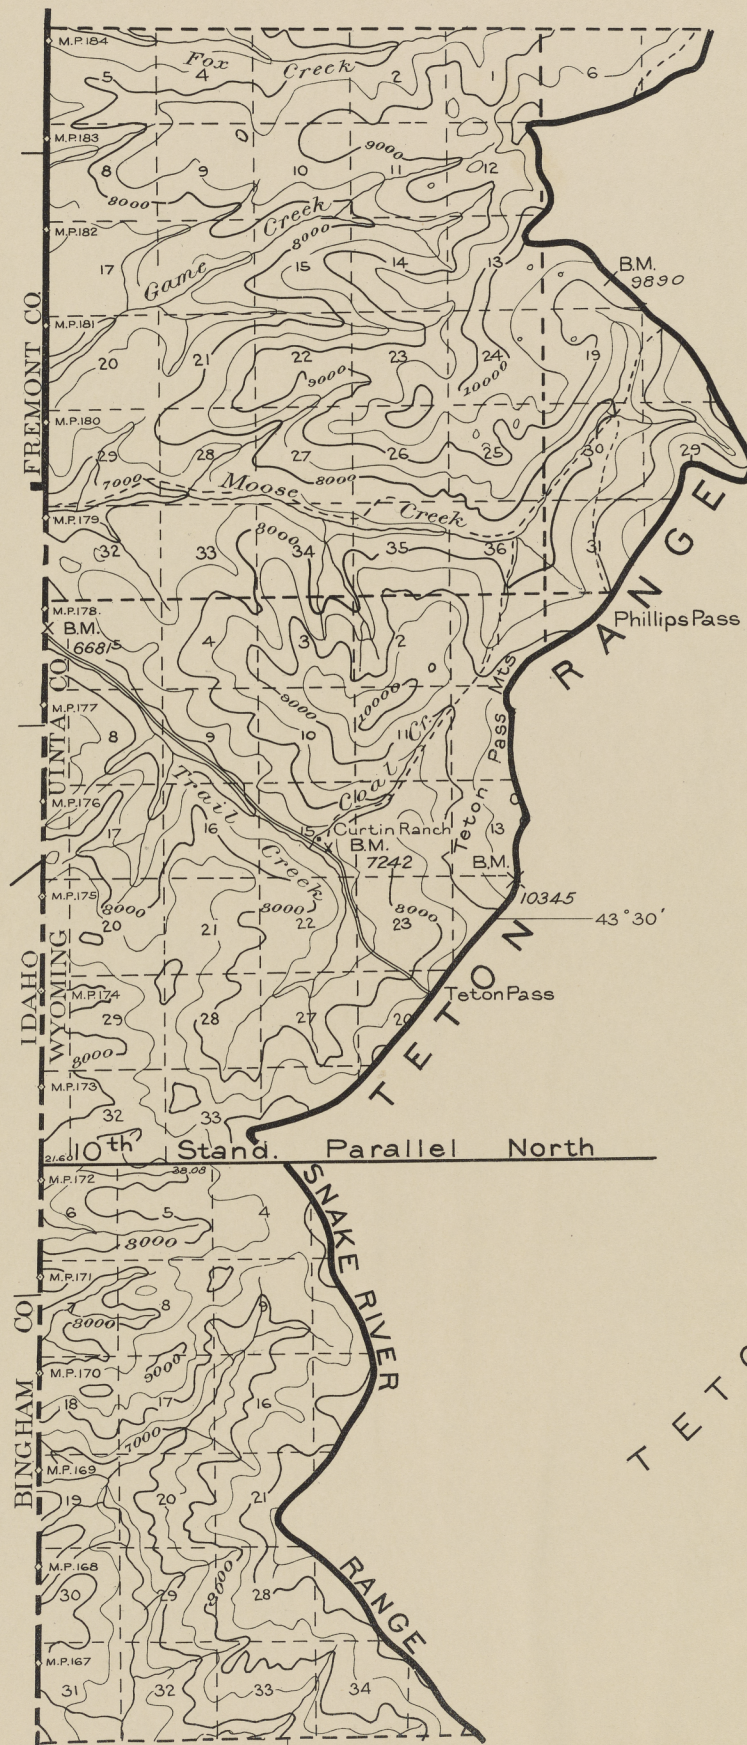 M.P.184
Fox Creek
5 4 2 1 6
M.P.183
9000
8 9 10 11 12
8000
M.P.182
Game Creek
8000
17 15 14 13
B.M.
9890
M.P.181
FREMONT CO.
20 21 22 23 24 19
9000
10000
M.P.180
29 28 27 26 25 30 29
7000
Moose Creek
8000
M.P.179
8000
32 33 34 35 36 31
M.P.178.
B.M.
6681⁵
Phillips Pass
4 3 2
UINTA CO
M.P.177
9000
10000
8 9 10 11
Coal Cr.
Teton Pass Mts
M.P.176
Trail Creek
17 16 15 13
Curtin Ranch
B.M.
7242
B.M.
10345
M.P.175
8000
8000
8000
20 21 22 23
43°30'
IDAHO
WYOMING
M.P.174
Teton Pass
29 28 27 20
8000
M.P.173
TETON RANGE
32 33
21.60
10th Stand. Parallel North
38.08
M.P.172
6 5 4
8000
SNAKE RIVER RANGE
M.P.171
7 8 9
8000
BINGHAM CO
M.P.170
9000
18 17 16
7000
M.P.169
19 20 21
TETO
M.P.168
30 29 28
8000
M.P.167
31 32 33 34